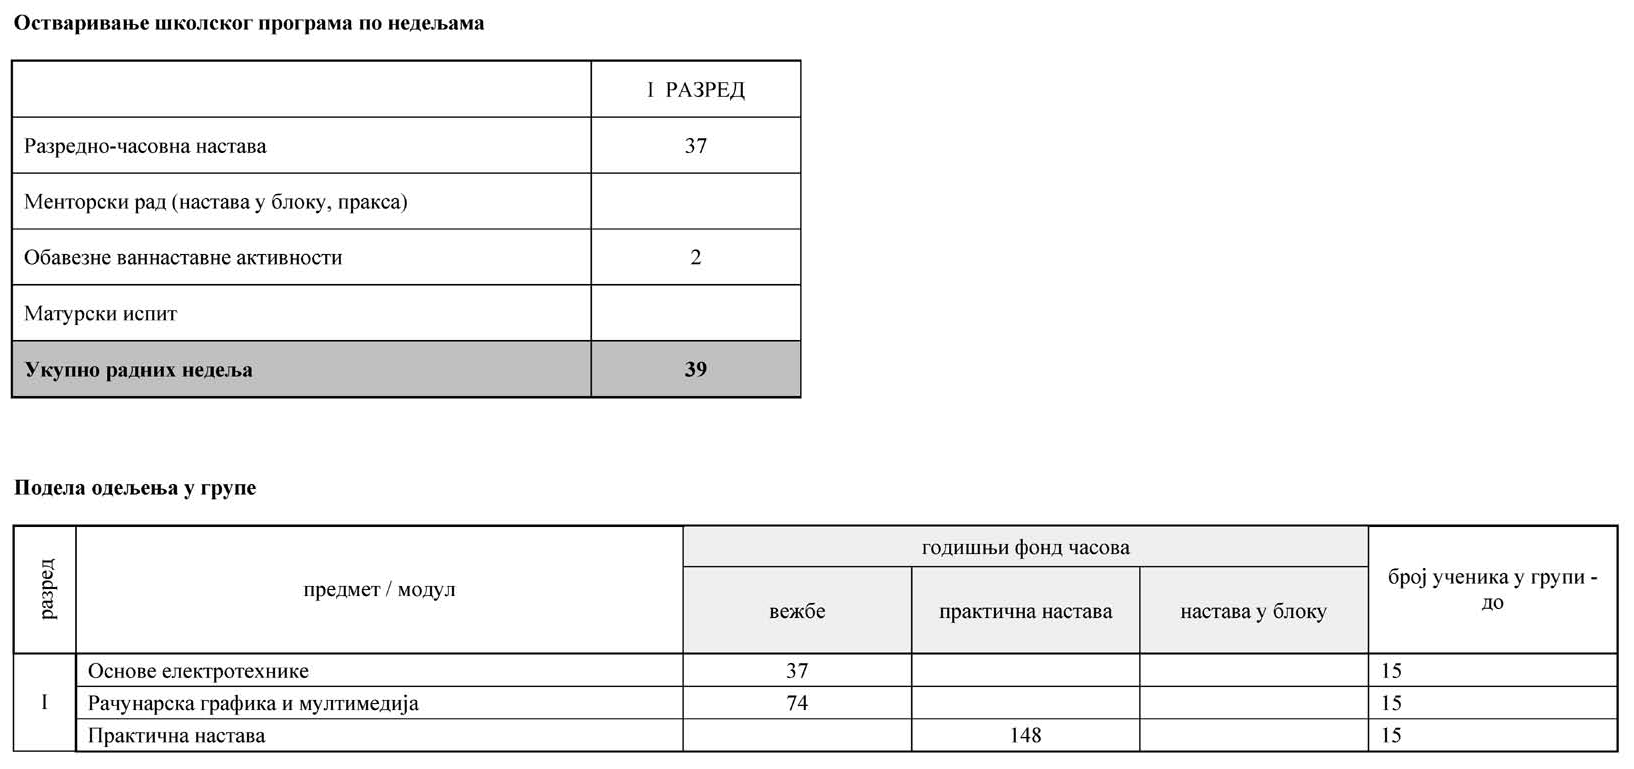 Остваривање школског програма по недељама
I РАЗРЕД
Разредно-часовна настава 37
Менторски рад (настава у блоку, пракса)
Обавезне ваннаставне активности 2
Матурски испит
Укупно радних недеља 39
Подела одељења у групе
разред
предмет / модул
годишњи фонд часова
вежбе
практична настава
настава у блоку
број ученика у групи -
до
I
Основе електротехнике 37 15
Рачунарска графика и мултимедија 74 15
Практична настава 148 15